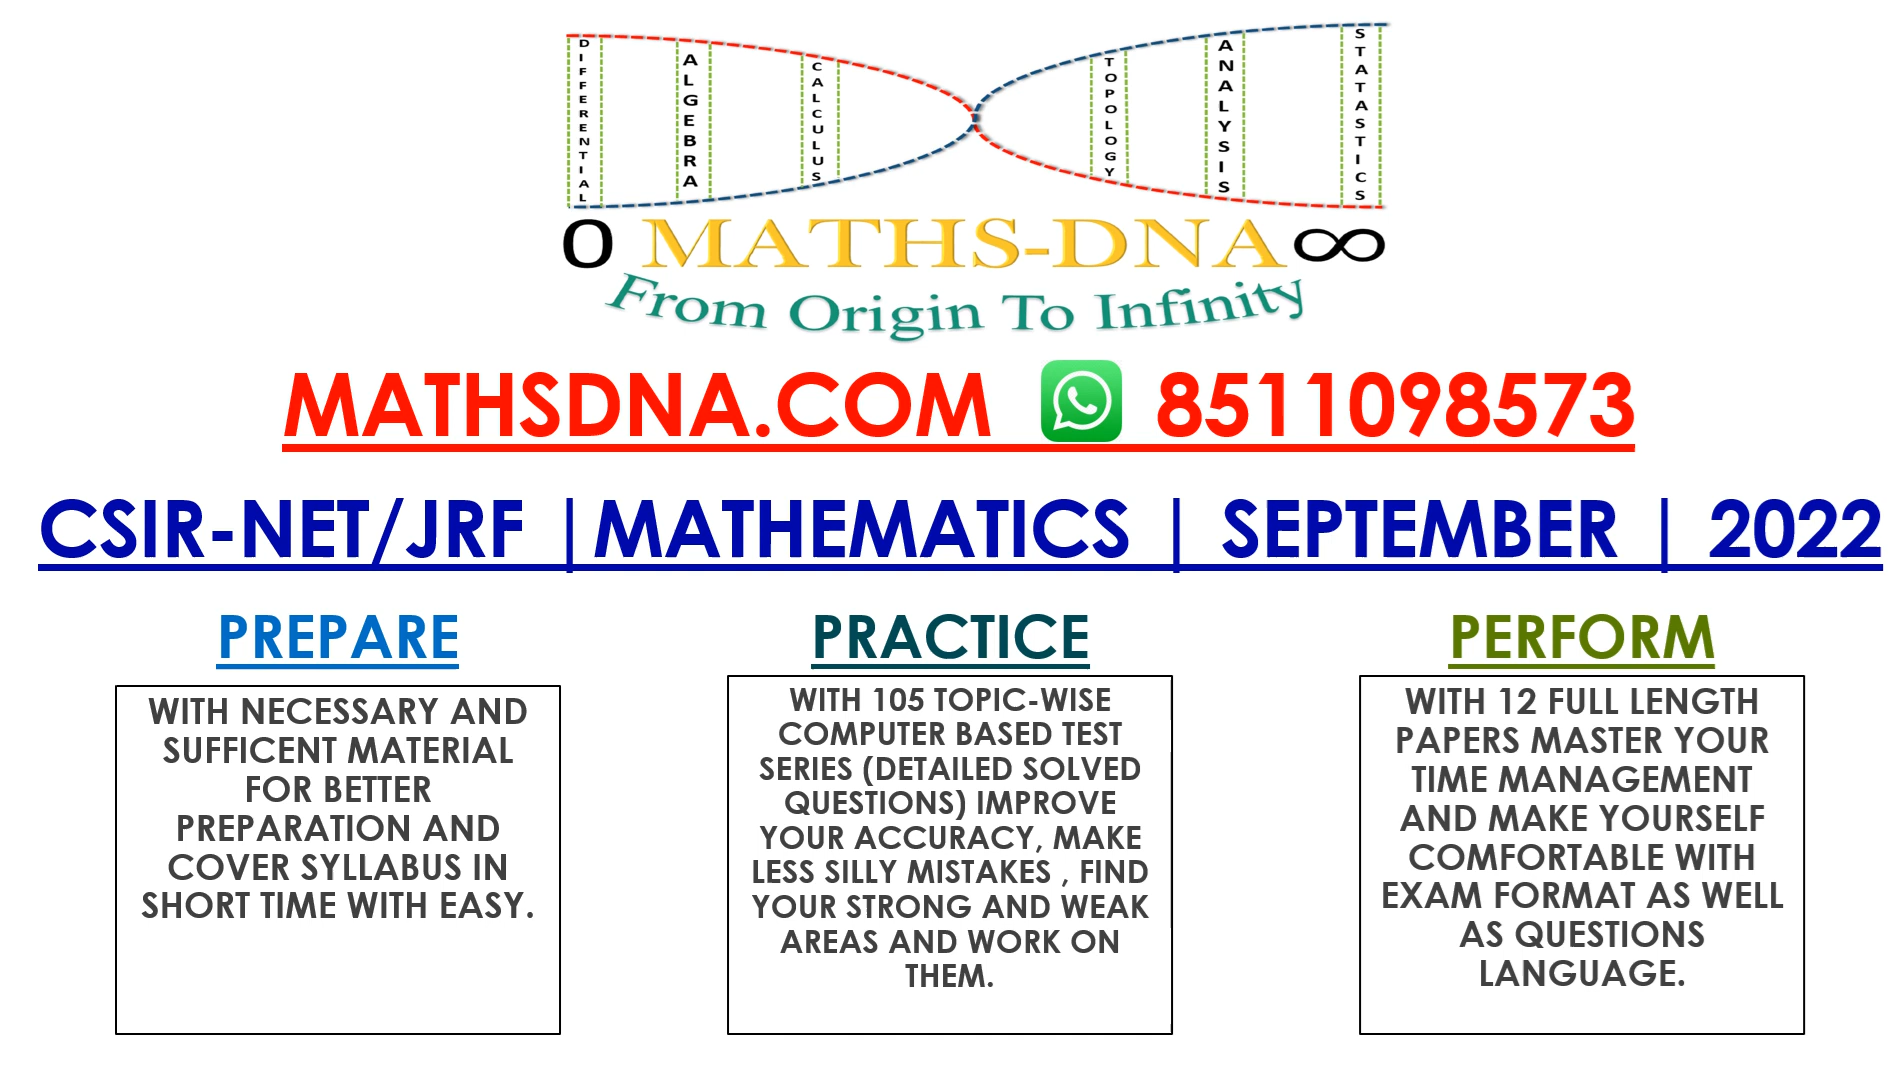 DIFFERENTIAL
ALGEBRA
CALCULUS
TOPOLOGY
ANALYSIS
STATASTICS
0 MATHS-DNA ∞
From Origin To Infinity
MATHSDNA.COM 8511098573
CSIR-NET/JRF |MATHEMATICS | SEPTEMBER | 2022
PREPARE
WITH NECESSARY AND
SUFFICENT MATERIAL
FOR BETTER
PREPARATION AND
COVER SYLLABUS IN
SHORT TIME WITH EASY.
PRACTICE
WITH 105 TOPIC-WISE
COMPUTER BASED TEST
SERIES (DETAILED SOLVED
QUESTIONS) IMPROVE
YOUR ACCURACY, MAKE
LESS SILLY MISTAKES , FIND
YOUR STRONG AND WEAK
AREAS AND WORK ON
THEM.
PERFORM
WITH 12 FULL LENGTH
PAPERS MASTER YOUR
TIME MANAGEMENT
AND MAKE YOURSELF
COMFORTABLE WITH
EXAM FORMAT AS WELL
AS QUESTIONS
LANGUAGE.